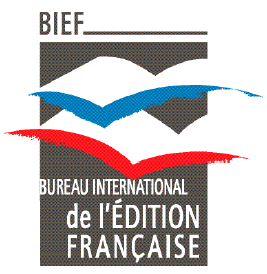 BIEF
BUREAU INTERNATIONAL
de l'ÉDITION
FRANÇAISE